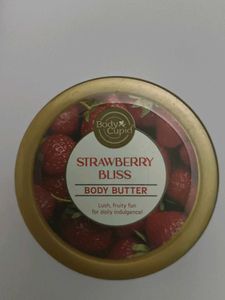 Body
Cupid
STRAWBERRY
BLISS
BODY BUTTER
Lush, fruity fun
for daily indulgence!